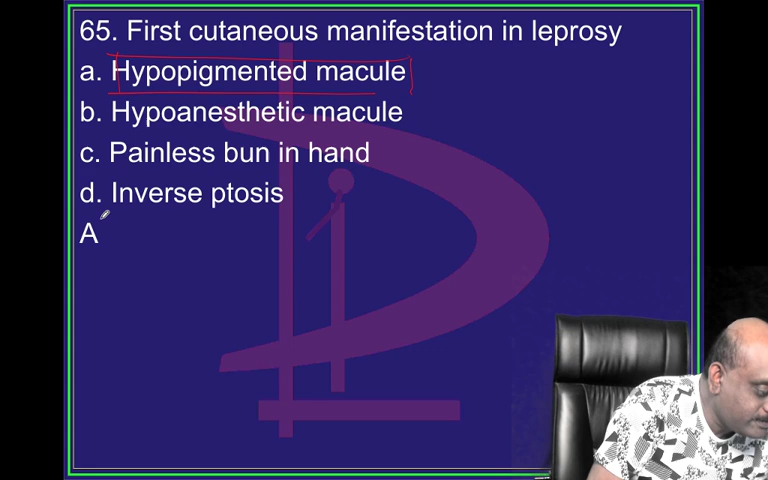 65. First cutaneous manifestation in leprosy
a. Hypopigmented macule
b. Hypoanesthetic macule
c. Painless bun in hand
d. Inverse ptosis
A